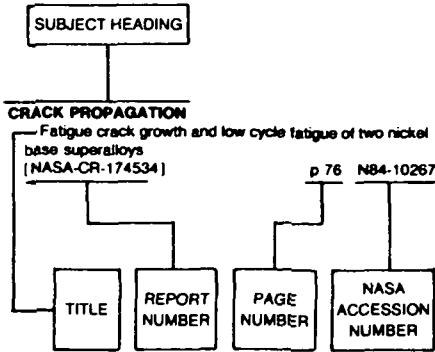 SUBJECT HEADING
CRACK PROPAGATION
Fatigue crack growth and low cycle fatigue of two nickel
base superalloys
[NASA-CR-174534] p 76 N84-10267
TITLE
REPORT
NUMBER
PAGE
NUMBER
NASA
ACCESSION
NUMBER